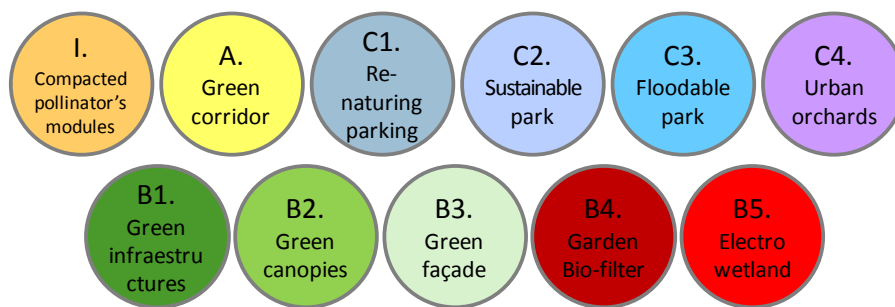 I.
Compacted
pollinator's
modules
A.
Green
corridor
C1.
Re-
naturing
parking
C2.
Sustainable
park
C3.
Floodable
park
C4.
Urban
orchards
B1.
Green
infraestru
ctures
B2.
Green
canopies
B3.
Green
façade
B4.
Garden
Bio-filter
B5.
Electro
wetland